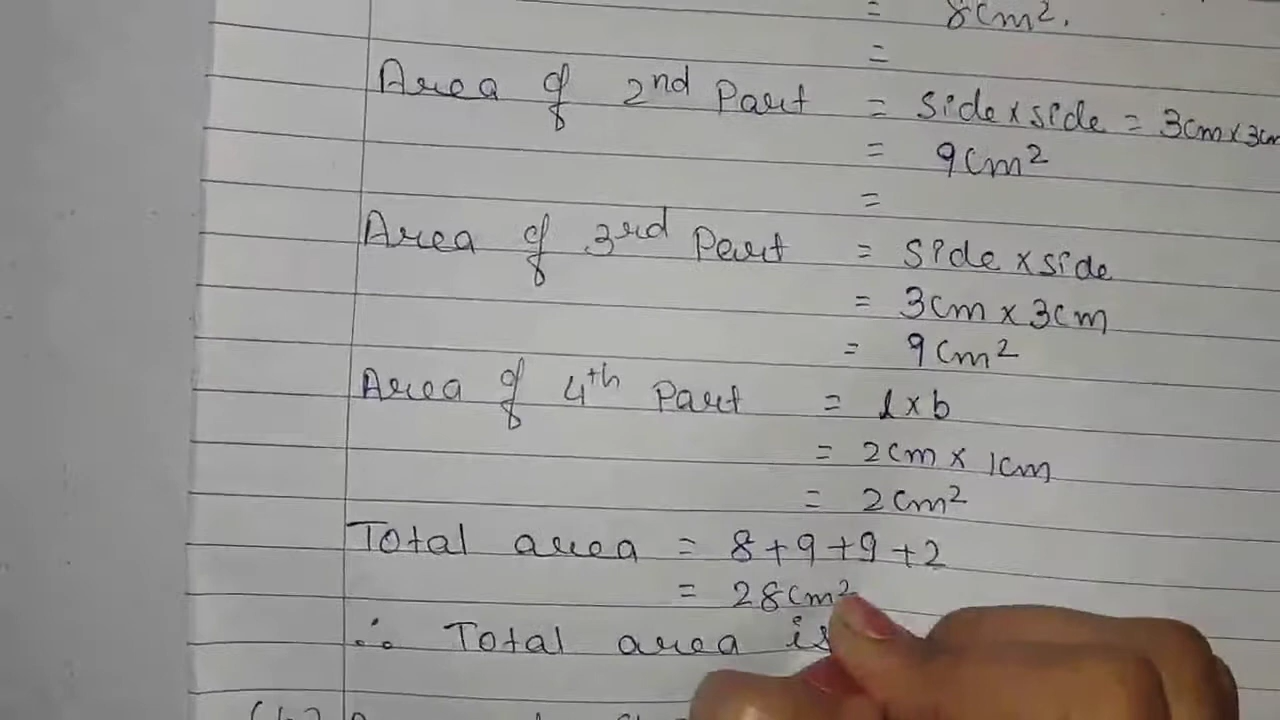 = 8cm².
=
Area of 2nd Part = Side x side = 3cm x 3cm
= 9cm²
=
Area of 3rd Part = Side x side
= 3cm x 3cm
= 9cm²
Area of 4th Part = l x b
= 2cm x 1cm
= 2cm²
Total area = 8+9+9+2
= 28cm²
∴ Total area is
(b)